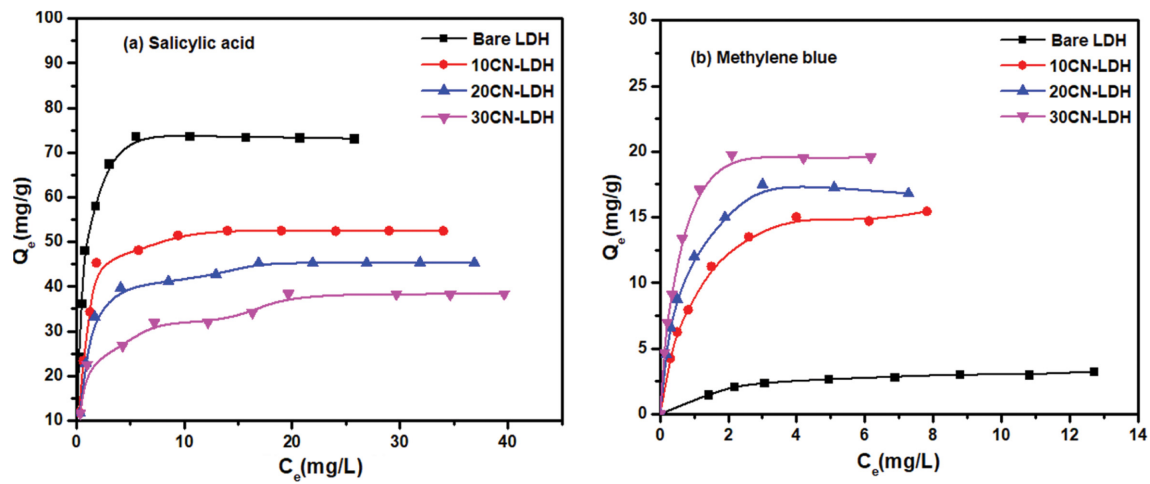 (a) Salicylic acid
Bare LDH
10CN-LDH
20CN-LDH
30CN-LDH
100
90
80
70
60
50
40
30
20
10
Qe(mg/g)
0
10
20
30
40
Ce(mg/L)
(b) Methylene blue
Bare LDH
10CN-LDH
20CN-LDH
30CN-LDH
30
25
20
15
10
5
0
Qe(mg/g)
0
2
4
6
8
10
12
14
Ce(mg/L)